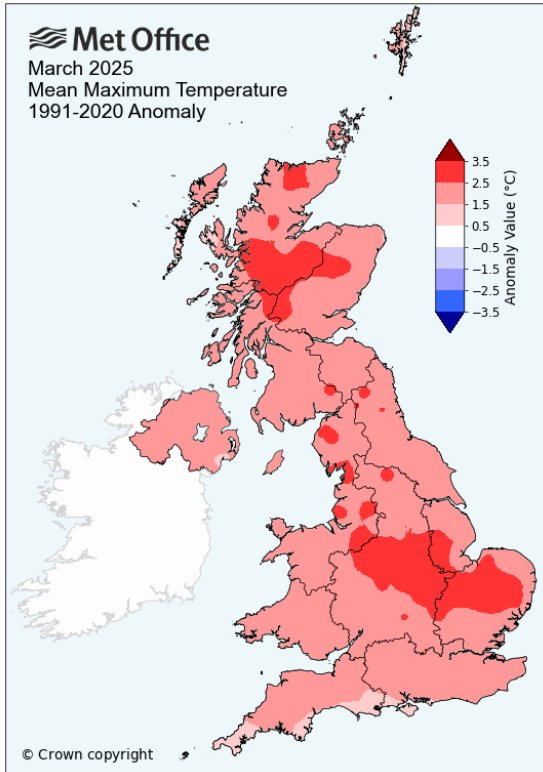 Met Office
March 2025
Mean Maximum Temperature
1991-2020 Anomaly
3.5
2.5
1.5
0.5
−0.5
−1.5
−2.5
−3.5
Anomaly Value (°C)
© Crown copyright